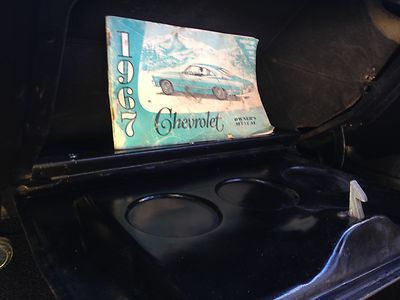 1967
Chevrolet
OWNER'S
MANUAL